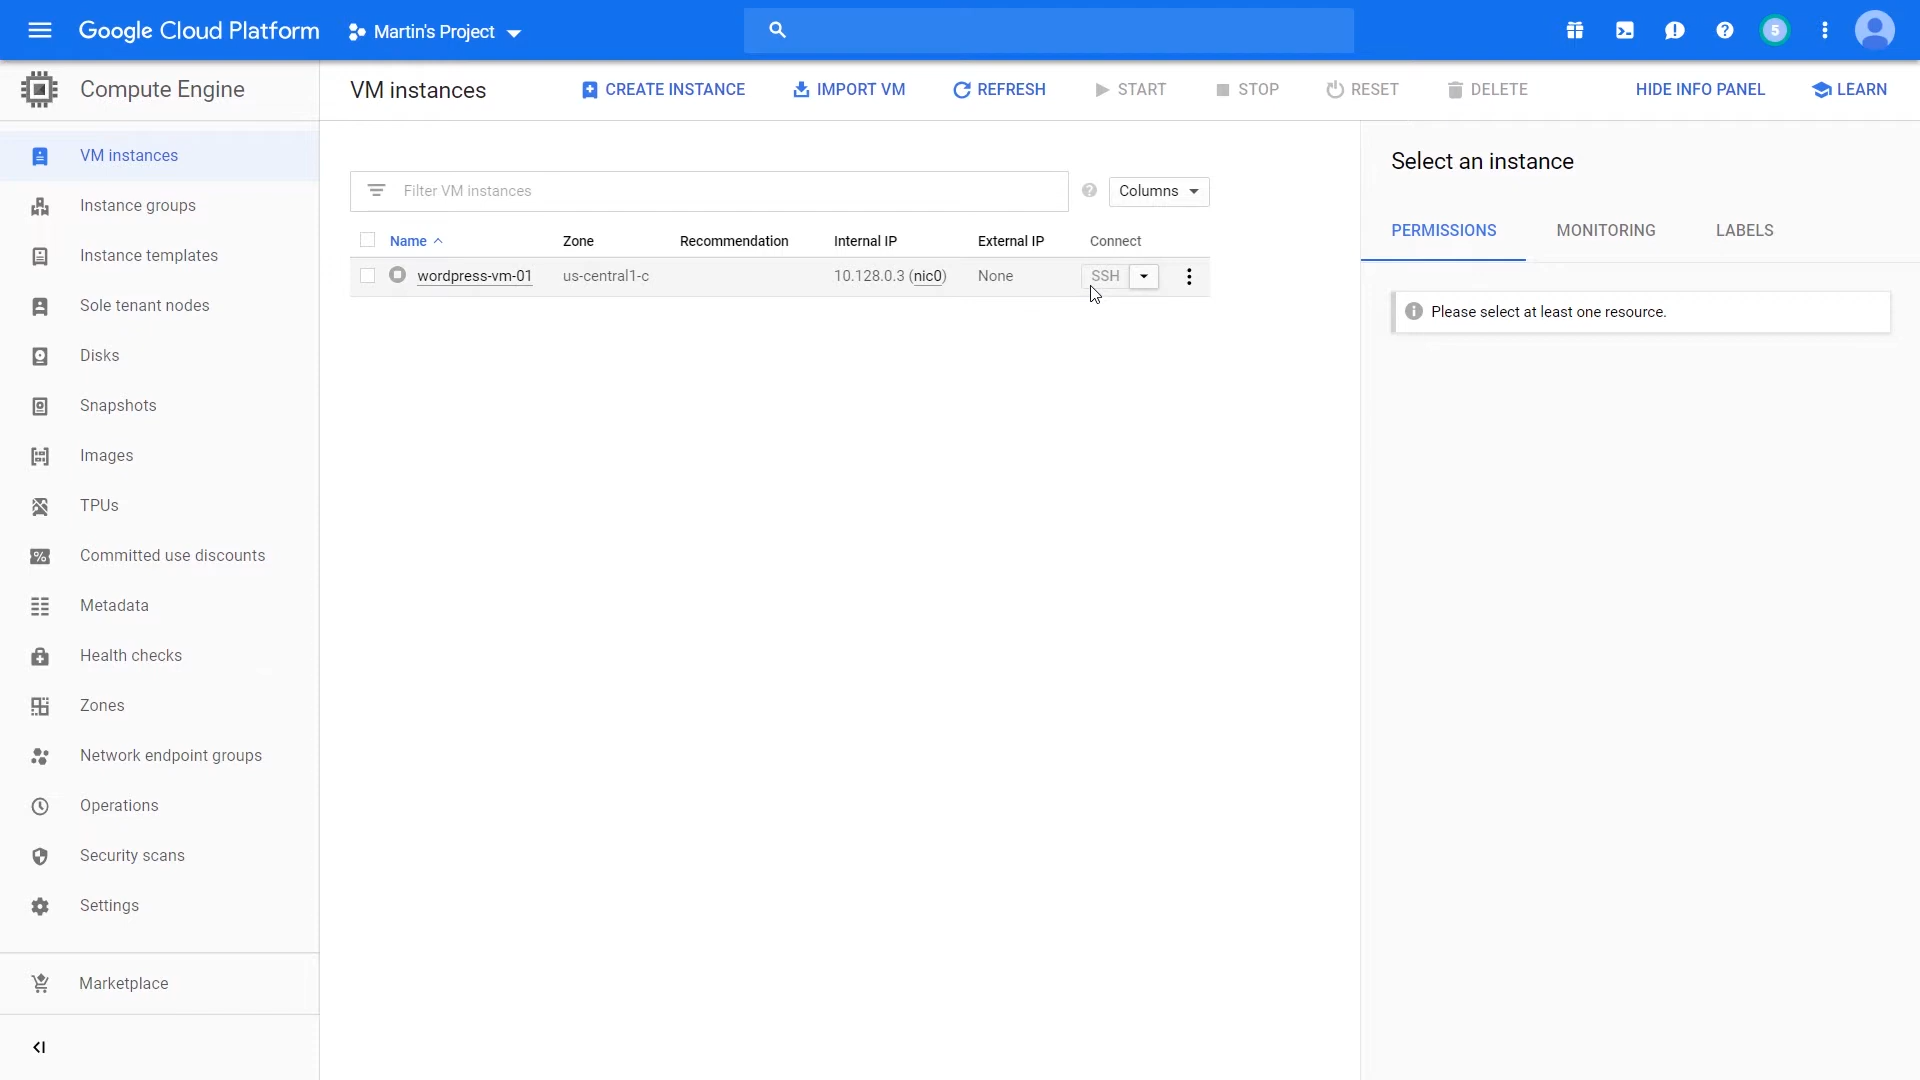 Google Cloud Platform
Martin's Project
5
Compute Engine
VM instances
CREATE INSTANCE
IMPORT VM
REFRESH
START
STOP
RESET
DELETE
HIDE INFO PANEL
LEARN
VM instances
Instance groups
Instance templates
Sole tenant nodes
Disks
Snapshots
Images
TPUs
Committed use discounts
Metadata
Health checks
Zones
Network endpoint groups
Operations
Security scans
Settings
Marketplace
Filter VM instances
Columns
Name Zone Recommendation Internal IP External IP Connect
wordpress-vm-01 us-central1-c 10.128.0.3 (nic0) None SSH
Select an instance
PERMISSIONS
MONITORING
LABELS
Please select at least one resource.